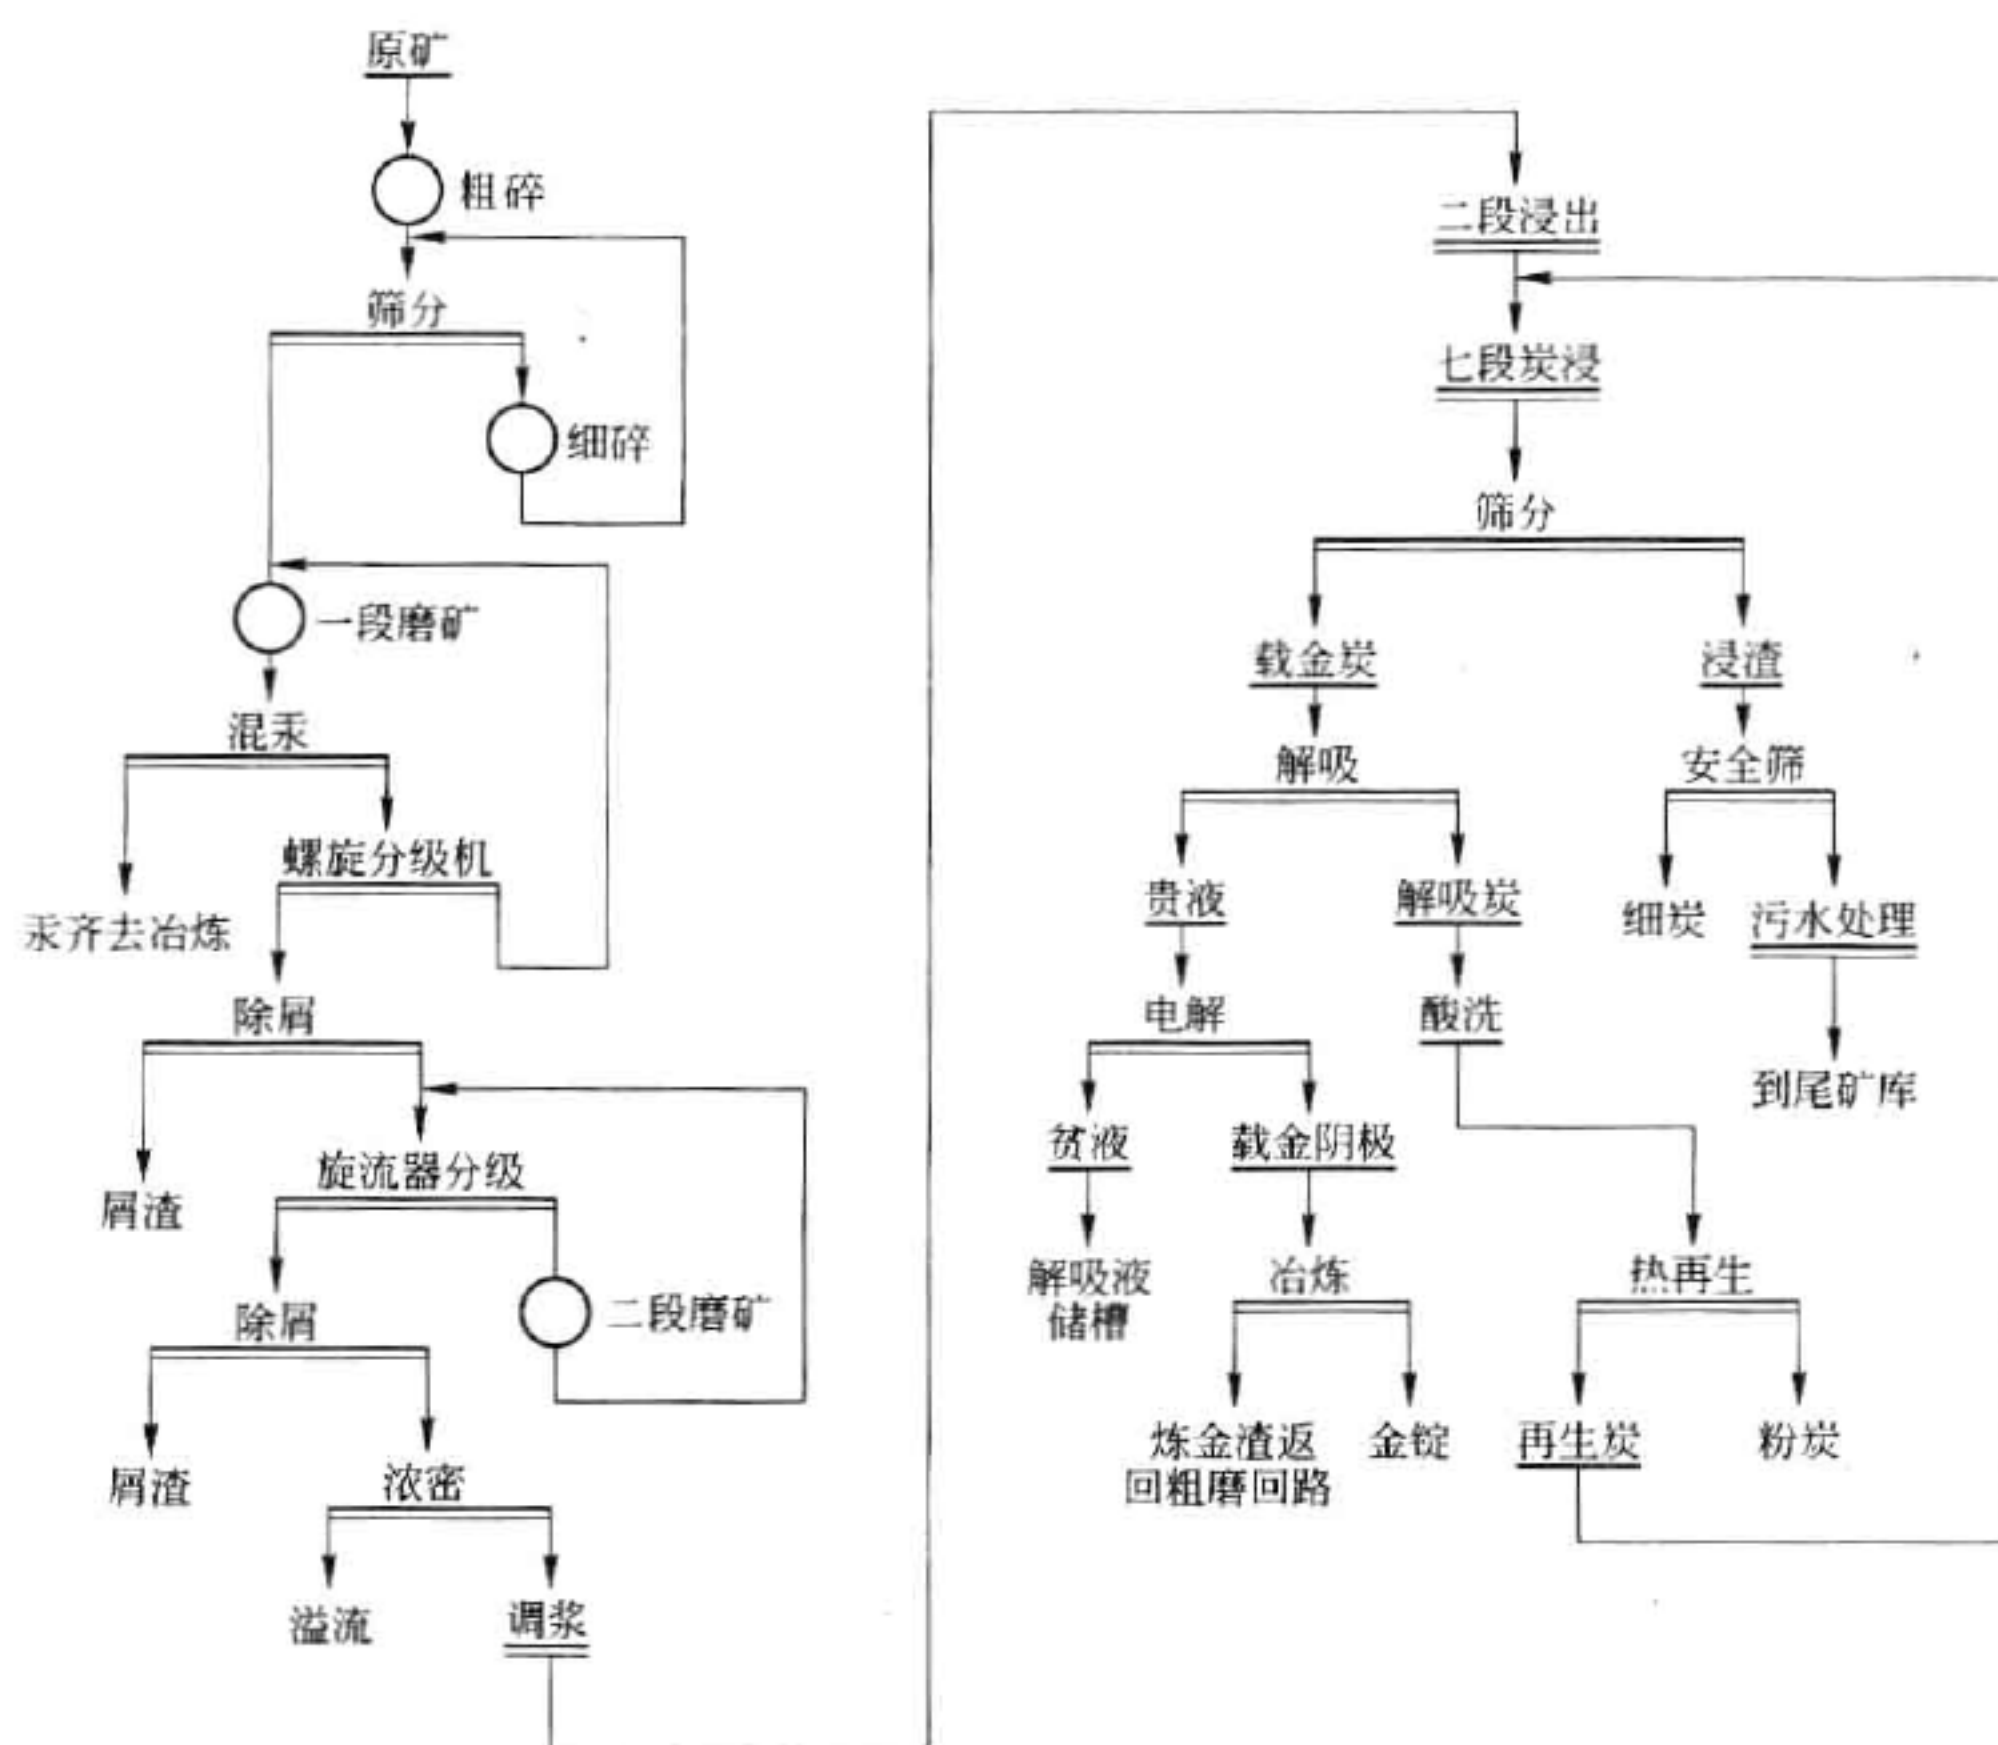 原矿
粗碎
筛分
细碎
一段磨矿
混汞
螺旋分级机
汞齐去冶炼
除屑
旋流器分级
屑渣
除屑
二段磨矿
屑渣
浓密
溢流
调浆
二段浸出
七段炭浸
筛分
载金炭
浸渣
解吸
安全筛
贵液
解吸炭
细炭
污水处理
电解
酸洗
到尾矿库
贫液
载金阴极
解吸液
储槽
冶炼
热再生
炼金渣返
回粗磨回路
金锭
再生炭
粉炭